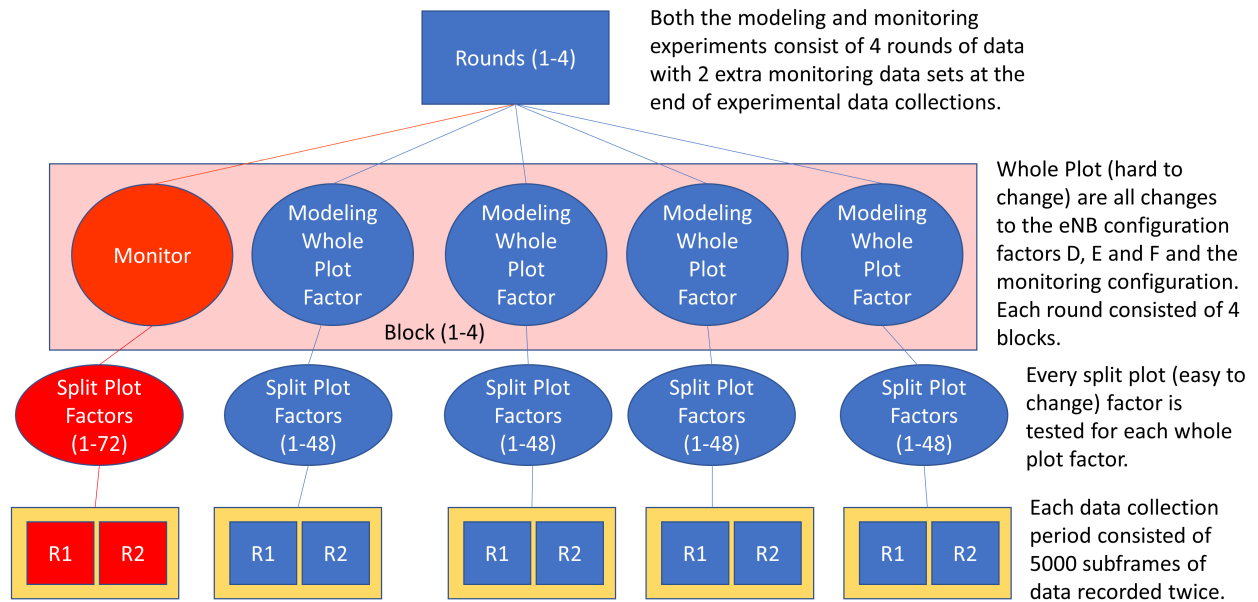 Rounds (1-4)
Both the modeling and monitoring
experiments consist of 4 rounds of data
with 2 extra monitoring data sets at the
end of experimental data collections.
Monitor
Modeling
Whole
Plot
Factor
Modeling
Whole
Plot
Factor
Modeling
Whole
Plot
Factor
Modeling
Whole
Plot
Factor
Block (1-4)
Whole Plot (hard to
change) are all changes
to the eNB configuration
factors D, E and F and the
monitoring configuration.
Each round consisted of 4
blocks.
Split Plot
Factors
(1-72)
Split Plot
Factors
(1-48)
Split Plot
Factors
(1-48)
Split Plot
Factors
(1-48)
Split Plot
Factors
(1-48)
Every split plot (easy to
change) factor is
tested for each whole
plot factor.
R1
R2
R1
R2
R1
R2
R1
R2
R1
R2
Each data collection
period consisted of
5000 subframes of
data recorded twice.